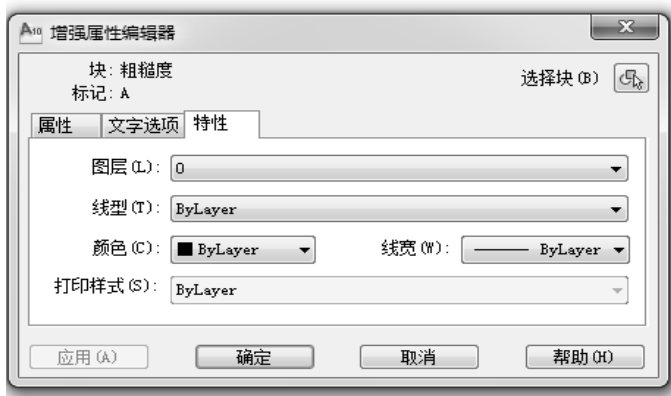 A10 增强属性编辑器
块: 粗糙度
标记: A
选择块(B)
属性 文字选项 特性
图层(L): 0
线型(T): ByLayer
颜色(C): ByLayer 线宽(W): ByLayer
打印样式(S): ByLayer
应用(A) 确定 取消 帮助(H)